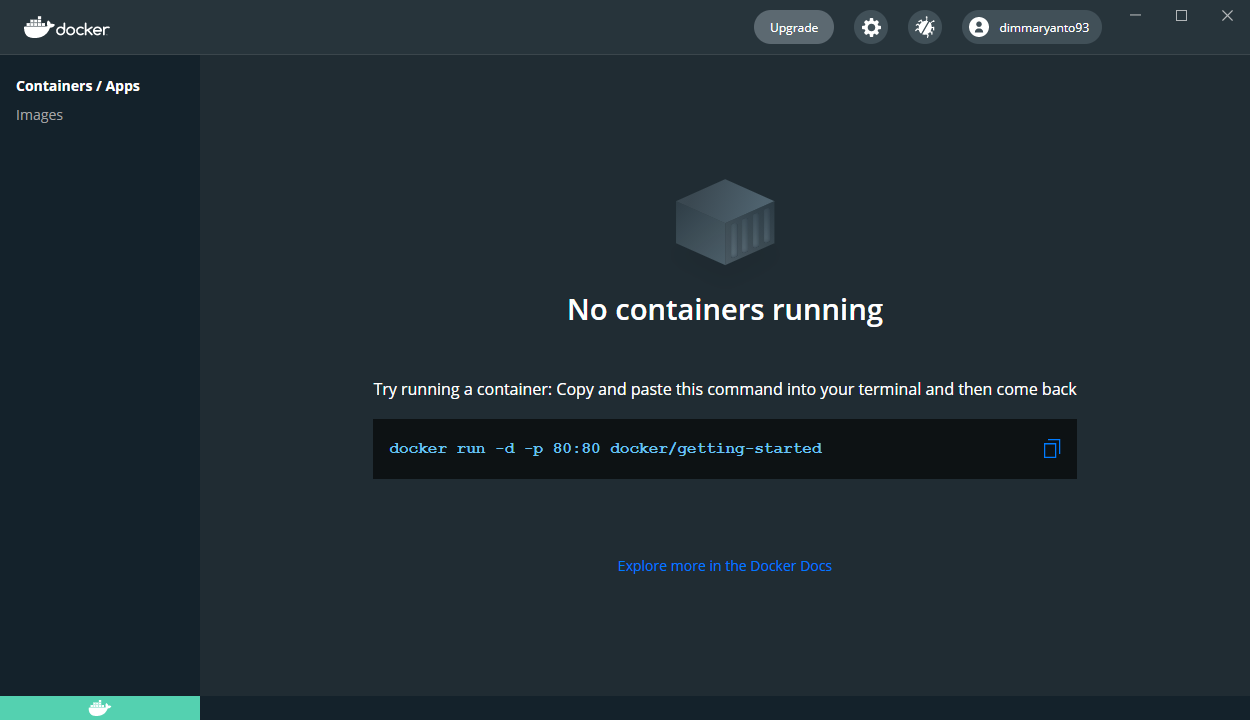 docker
Upgrade
dimmaryanto93
Containers / Apps
Images
No containers running
Try running a container: Copy and paste this command into your terminal and then come back
docker run -d -p 80:80 docker/getting-started
Explore more in the Docker Docs